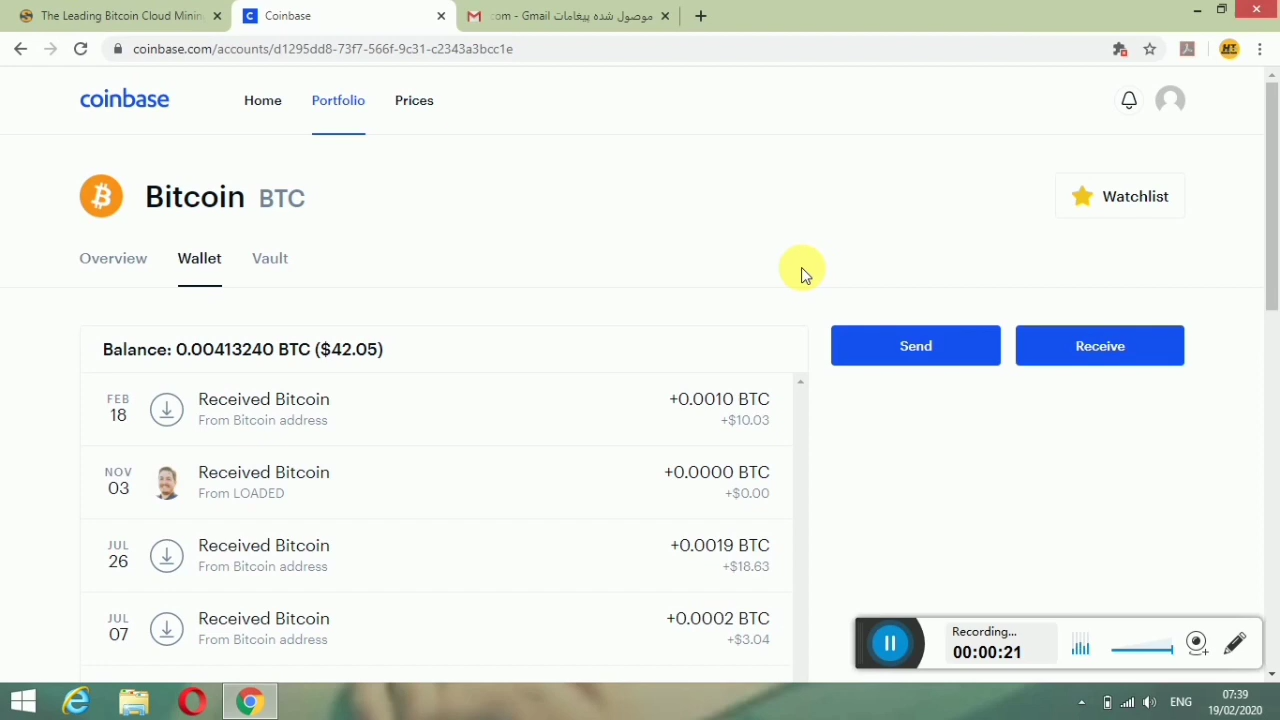 The Leading Bitcoin Cloud Minin
Coinbase
com - Gmail موصول شده پیغامات
coinbase.com/accounts/d1295dd8-73f7-566f-9c31-c2343a3bcc1e
coinbase
Home
Portfolio
Prices
Bitcoin BTC
Watchlist
Overview
Wallet
Vault
Balance: 0.00413240 BTC ($42.05)
Send
Receive
FEB
18
Received Bitcoin
From Bitcoin address
+0.0010 BTC
+$10.03
NOV
03
Received Bitcoin
From LOADED
+0.0000 BTC
+$0.00
JUL
26
Received Bitcoin
From Bitcoin address
+0.0019 BTC
+$18.63
JUL
07
Received Bitcoin
From Bitcoin address
+0.0002 BTC
+$3.04
Recording...
00:00:21
ENG
07:39
19/02/2020